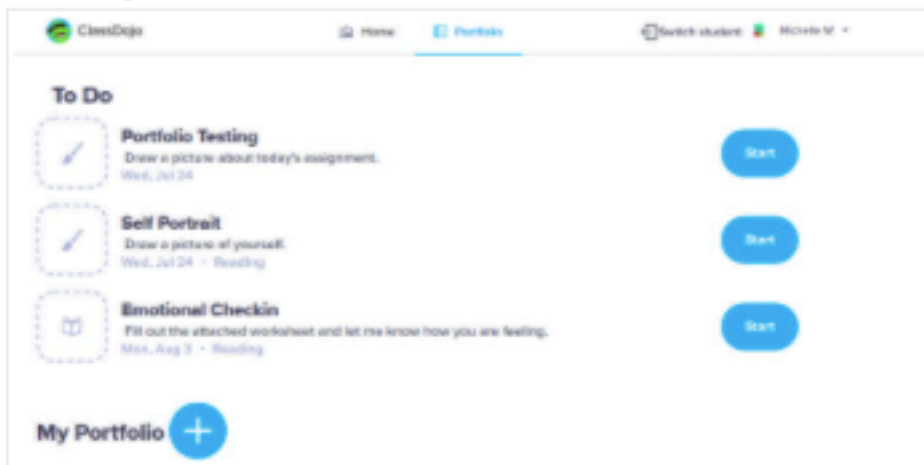 ClassDojo
Home
Portfolio
Switch student
Michelle W
To Do
Portfolio Testing
Draw a picture about today's assignment.
Wed, Jul 24
Start
Self Portrait
Draw a picture of yourself.
Wed, Jul 24 • Reading
Start
Emotional Checkin
Fill out the attached worksheet and let me know how you are feeling.
Mon, Aug 3 • Reading
Start
My Portfolio +